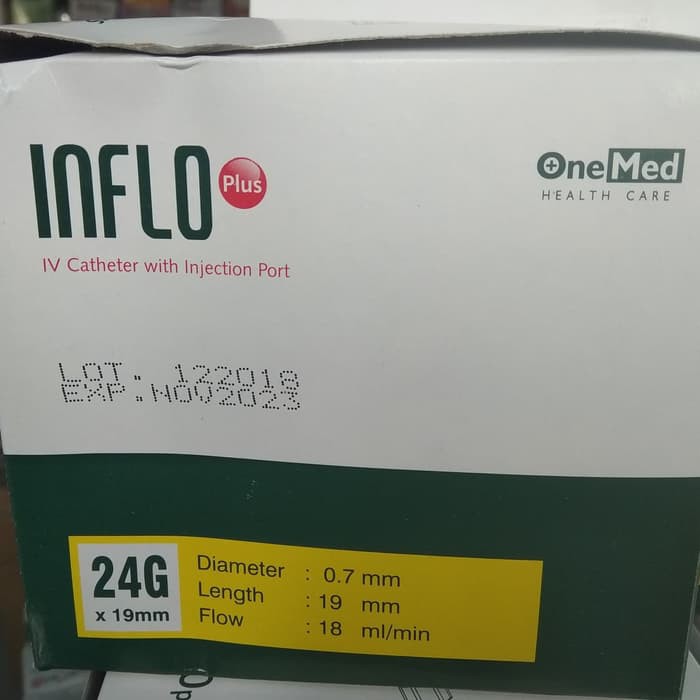 INFLO Plus
OneMed
HEALTH CARE
IV Catheter with Injection Port
LOT. 122018
EXP:NOV2023
24G
x 19mm
Diameter : 0.7 mm
Length : 19 mm
Flow : 18 ml/min